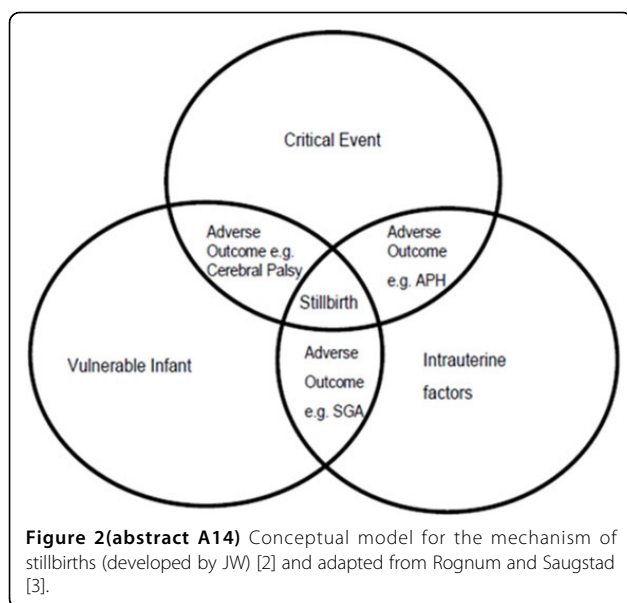 Critical Event
Adverse
Outcome e.g.
Cerebral Palsy
Adverse
Outcome
e.g. APH
Stillbirth
Vulnerable Infant
Adverse
Outcome
e.g. SGA
Intrauterine
factors
Figure 2(abstract A14) Conceptual model for the mechanism of
stillbirths (developed by JW) [2] and adapted from Rognum and Saugstad
[3].